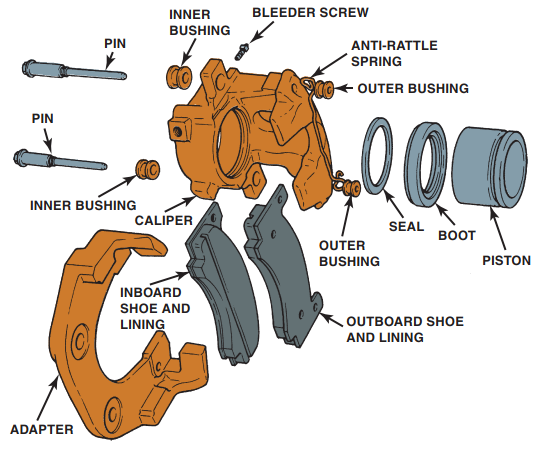 INNER
BUSHING
BLEEDER SCREW
PIN
ANTI-RATTLE
SPRING
OUTER BUSHING
PIN
INNER BUSHING
CALIPER
SEAL
BOOT
PISTON
OUTER
BUSHING
INBOARD
SHOE AND
LINING
OUTBOARD SHOE
AND LINING
ADAPTER